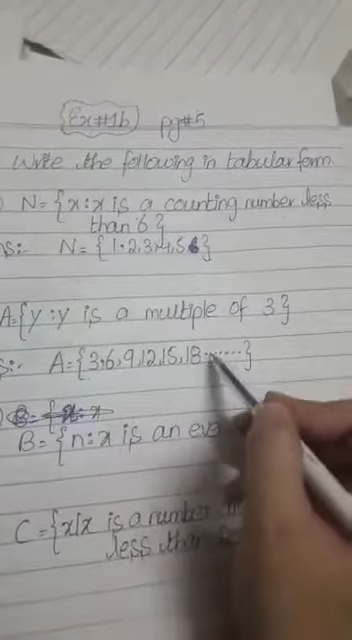 Ex#1b pg#5
Write the following in tabular form
N={x:x is a counting number less
than 6}
N={1,2,3,4,5}
A={y:y is a multiple of 3}
A={3,6,9,12,15,18......}
B={n:x is an
C={x/x is a number
less than